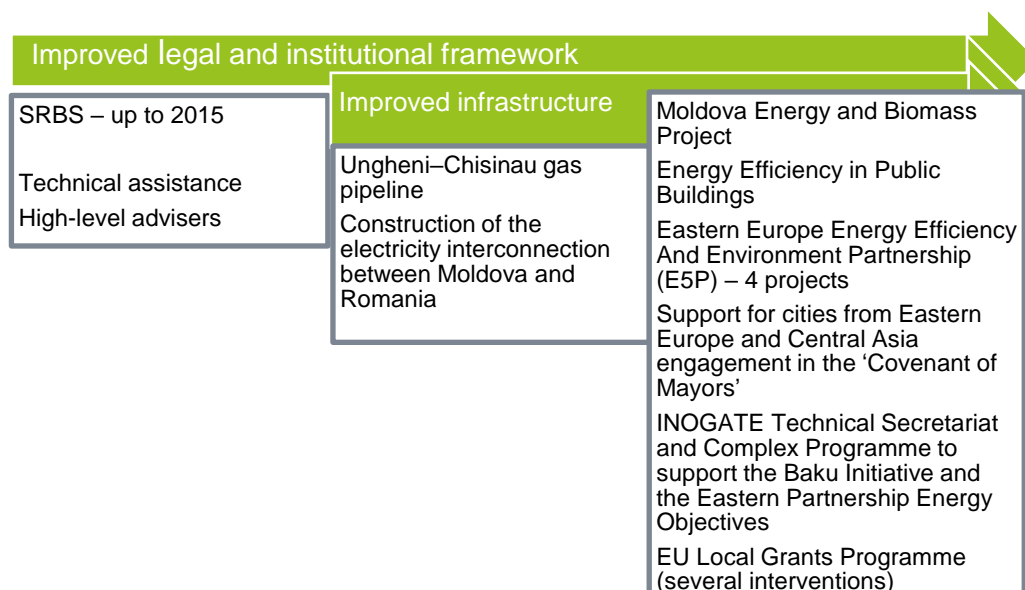 Improved legal and institutional framework
SRBS – up to 2015
Technical assistance
High-level advisers
Improved infrastructure
Ungheni–Chisinau gas
pipeline
Construction of the
electricity interconnection
between Moldova and
Romania
Moldova Energy and Biomass
Project
Energy Efficiency in Public
Buildings
Eastern Europe Energy Efficiency
And Environment Partnership
(E5P) – 4 projects
Support for cities from Eastern
Europe and Central Asia
engagement in the ‘Covenant of
Mayors’
INOGATE Technical Secretariat
and Complex Programme to
support the Baku Initiative and
the Eastern Partnership Energy
Objectives
EU Local Grants Programme
(several interventions)